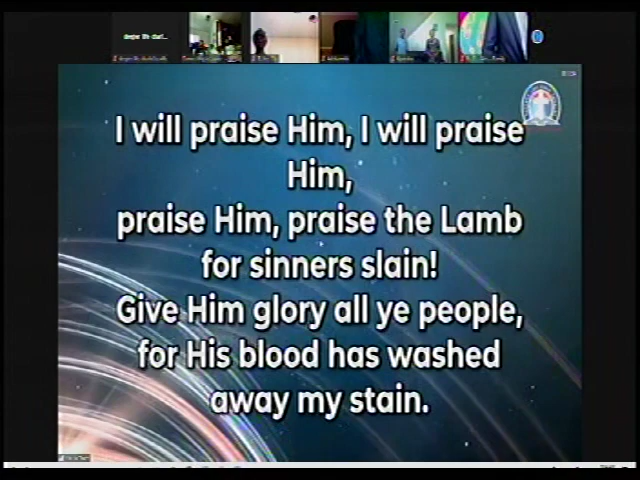 I will praise Him, I will praise
Him,
praise Him, praise the Lamb
for sinners slain!
Give Him glory all ye people,
for His blood has washed
away my stain.